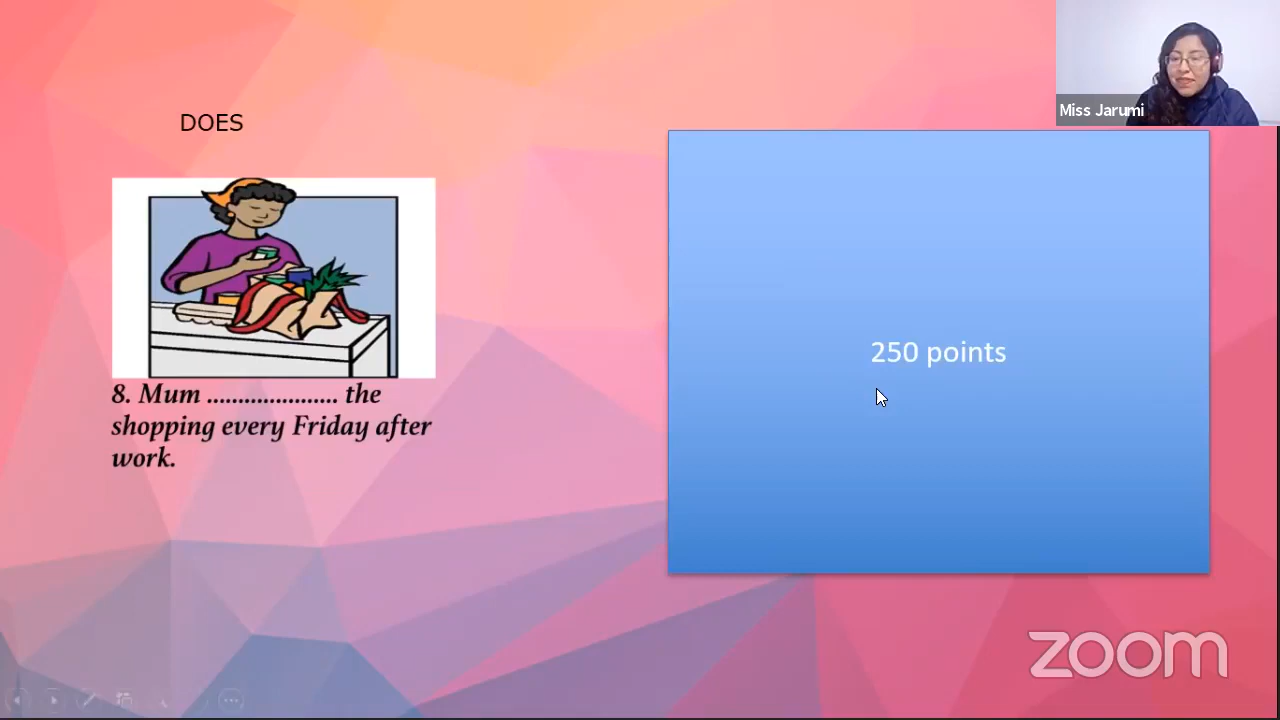 Miss Jarumi
DOES
250 points
8. Mum ..................... the
shopping every Friday after
work.
zoom